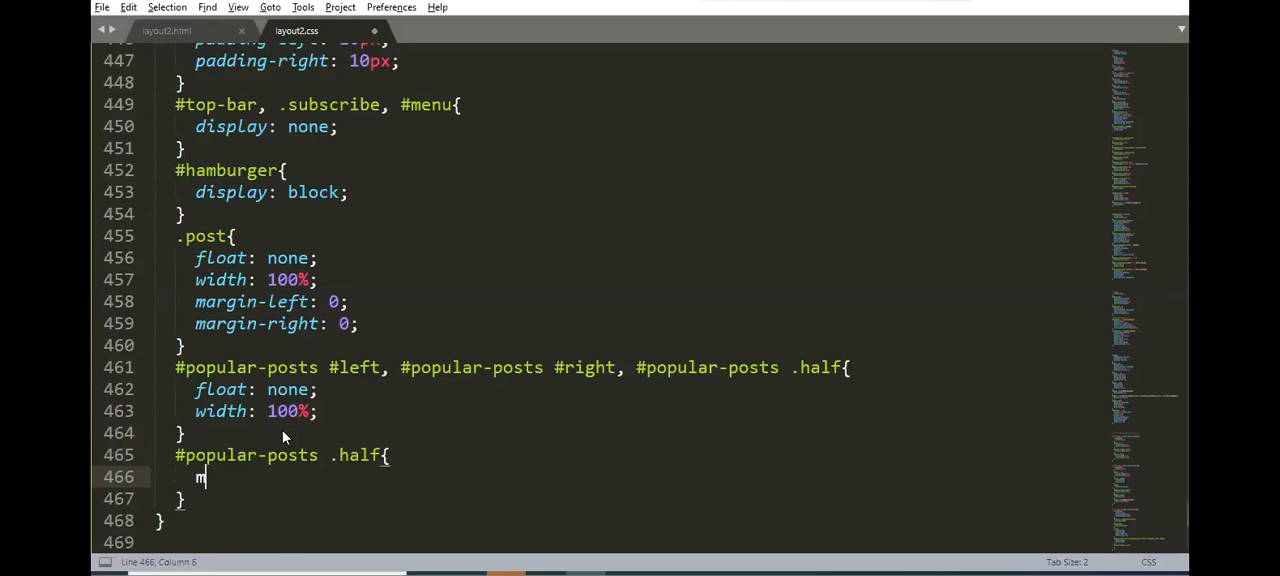 File Edit Selection Find View Goto Tools Project Preferences Help
layout2.html × layout2.css
447 padding-right: 10px;
448 }
449 #top-bar, .subscribe, #menu{
450 display: none;
451 }
452 #hamburger{
453 display: block;
454 }
455 .post{
456 float: none;
457 width: 100%;
458 margin-left: 0;
459 margin-right: 0;
460 }
461 #popular-posts #left, #popular-posts #right, #popular-posts .half{
462 float: none;
463 width: 100%;
464 }
465 #popular-posts .half{
466 m
467 }
468 }
469
Line 466, Column 6 Tab Size: 2 CSS